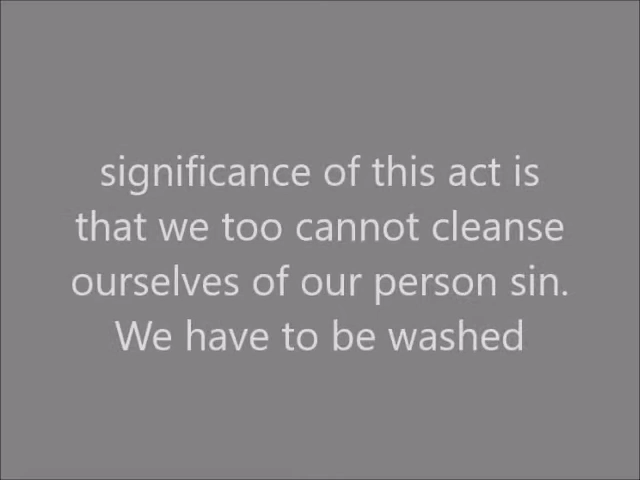 significance of this act is
that we too cannot cleanse
ourselves of our person sin.
We have to be washed